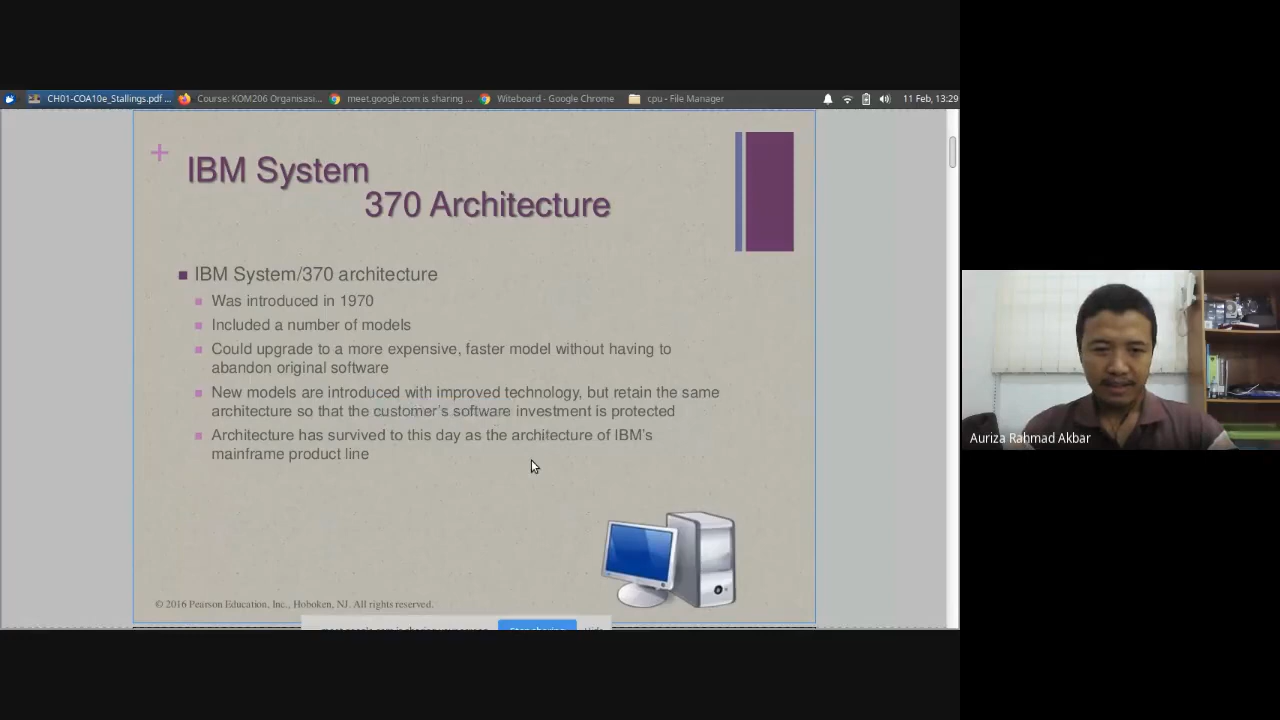 CH01-COA10e_Stallings.pdf ... Course: KOM206 Organisasi... meet.google.com is sharing ... Witeboard - Google Chrome cpu - File Manager 11 Feb, 13:29
+ IBM System
370 Architecture
IBM System/370 architecture
Was introduced in 1970
Included a number of models
Could upgrade to a more expensive, faster model without having to
abandon original software
New models are introduced with improved technology, but retain the same
architecture so that the customer's software investment is protected
Architecture has survived to this day as the architecture of IBM's
mainframe product line
© 2016 Pearson Education, Inc., Hoboken, NJ. All rights reserved.
Stop sharing Hide
Auriza Rahmad Akbar